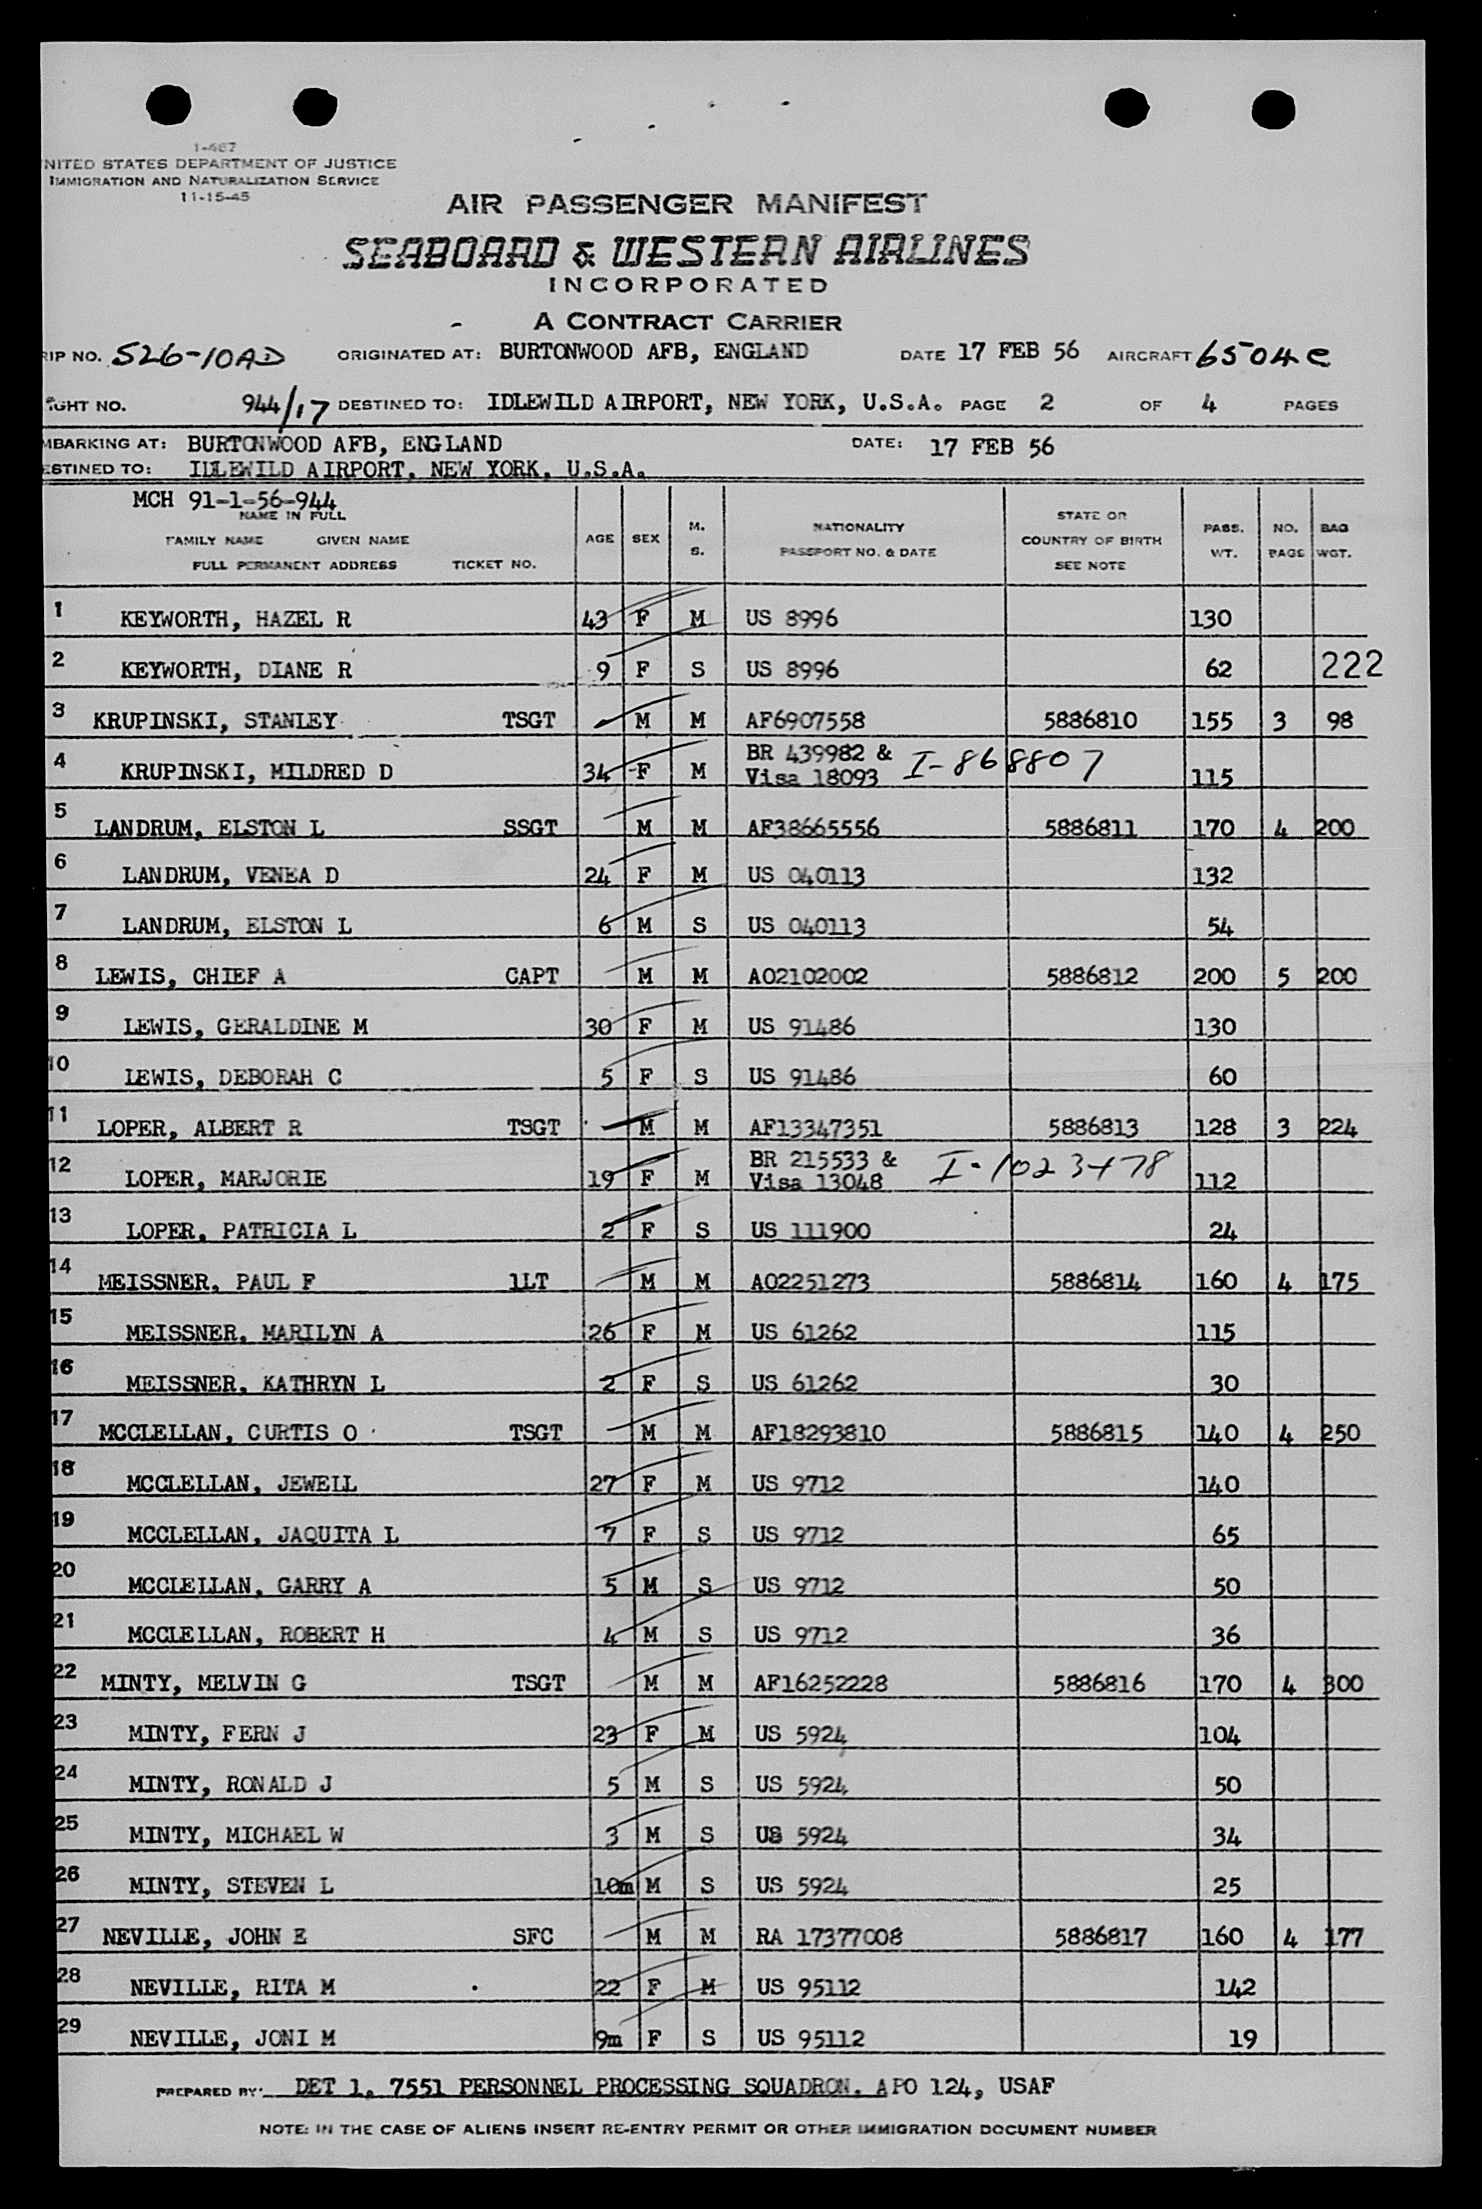 1-467
NITED STATES DEPARTMENT OF JUSTICE
IMMIGRATION AND NATURALIZATION SERVICE
11-15-45
AIR PASSENGER MANIFEST
SEABOARD & WESTERN AIRLINES
INCORPORATED
A CONTRACT CARRIER
RIP NO. S26-10AD ORIGINATED AT: BURTONWOOD AFB, ENGLAND DATE 17 FEB 56 AIRCRAFT 6504C
IGHT NO. 944/17 DESTINED TO: IDLEWILD AIRPORT, NEW YORK, U.S.A. PAGE 2 OF 4 PAGES
MBARKING AT: BURTONWOOD AFB, ENGLAND DATE: 17 FEB 56
ESTINED TO: IDLEWILD AIRPORT, NEW YORK, U.S.A.
MCH 91-1-56-944
NAME IN FULL
FAMILY NAME GIVEN NAME
FULL PERMANENT ADDRESS TICKET NO.
AGE SEX M. S. NATIONALITY PASSPORT NO. & DATE STATE OR COUNTRY OF BIRTH SEE NOTE PASS. WT. NO. PAGE BAG WGT.
1 KEYWORTH, HAZEL R 43 F M US 8996 130
2 KEYWORTH, DIANE R 9 F S US 8996 62 222
3 KRUPINSKI, STANLEY TSGT M M AF6907558 5886810 155 3 98
4 KRUPINSKI, MILDRED D 34 F M BR 439982 & Visa 18093 I-868807 115
5 LANDRUM, ELSTON L SSGT M M AF38665556 5886811 170 4 200
6 LANDRUM, VENEA D 24 F M US 040113 132
7 LANDRUM, ELSTON L 6 M S US 040113 54
8 LEWIS, CHIEF A CAPT M M AO2102002 5886812 200 5 200
9 LEWIS, GERALDINE M 30 F M US 91486 130
10 LEWIS, DEBORAH C 5 F S US 91486 60
11 LOPER, ALBERT R TSGT M M AF13347351 5886813 128 3 224
12 LOPER, MARJORIE 19 F M BR 215533 & Visa 13048 I-1023478 112
13 LOPER, PATRICIA L 2 F S US 111900 24
14 MEISSNER, PAUL F 1LT M M AO2251273 5886814 160 4 175
15 MEISSNER, MARILYN A 26 F M US 61262 115
16 MEISSNER, KATHRYN L 2 F S US 61262 30
17 MCCLELLAN, CURTIS O TSGT M M AF18293810 5886815 140 4 250
18 MCCLELLAN, JEWELL 27 F M US 9712 140
19 MCCLELLAN, JAQUITA L 7 F S US 9712 65
20 MCCLELLAN, GARRY A 5 M S US 9712 50
21 MCCLELLAN, ROBERT H 4 M S US 9712 36
22 MINTY, MELVIN G TSGT M M AF16252228 5886816 170 4 300
23 MINTY, FERN J 23 F M US 5924 104
24 MINTY, RONALD J 5 M S US 5924 50
25 MINTY, MICHAEL W 3 M S US 5924 34
26 MINTY, STEVEN L 10m M S US 5924 25
27 NEVILLE, JOHN E SFC M M RA 17377008 5886817 160 4 177
28 NEVILLE, RITA M 22 F M US 95112 142
29 NEVILLE, JONI M 9m F S US 95112 19
PREPARED BY: DET 1, 7551 PERSONNEL PROCESSING SQUADRON, APO 124, USAF
NOTE: IN THE CASE OF ALIENS INSERT RE-ENTRY PERMIT OR OTHER IMMIGRATION DOCUMENT NUMBER